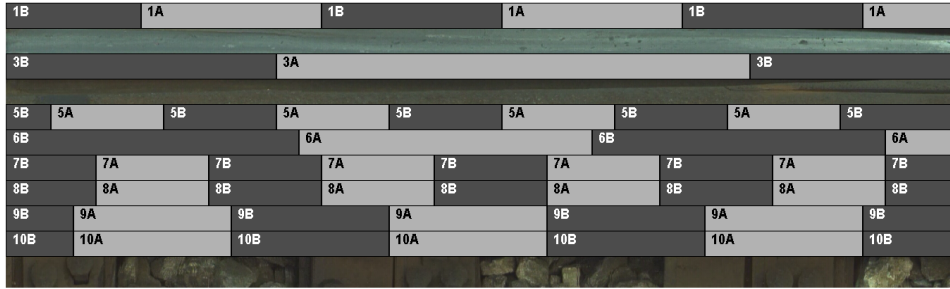 1B 1A 1B 1A 1B 1A
3B 3A 3B
5B 5A 5B 5A 5B 5A 5B 5A 5B
6B 6A 6B 6A
7B 7A 7B 7A 7B 7A 7B 7A 7B
8B 8A 8B 8A 8B 8A 8B 8A 8B
9B 9A 9B 9A 9B 9A 9B
10B 10A 10B 10A 10B 10A 10B